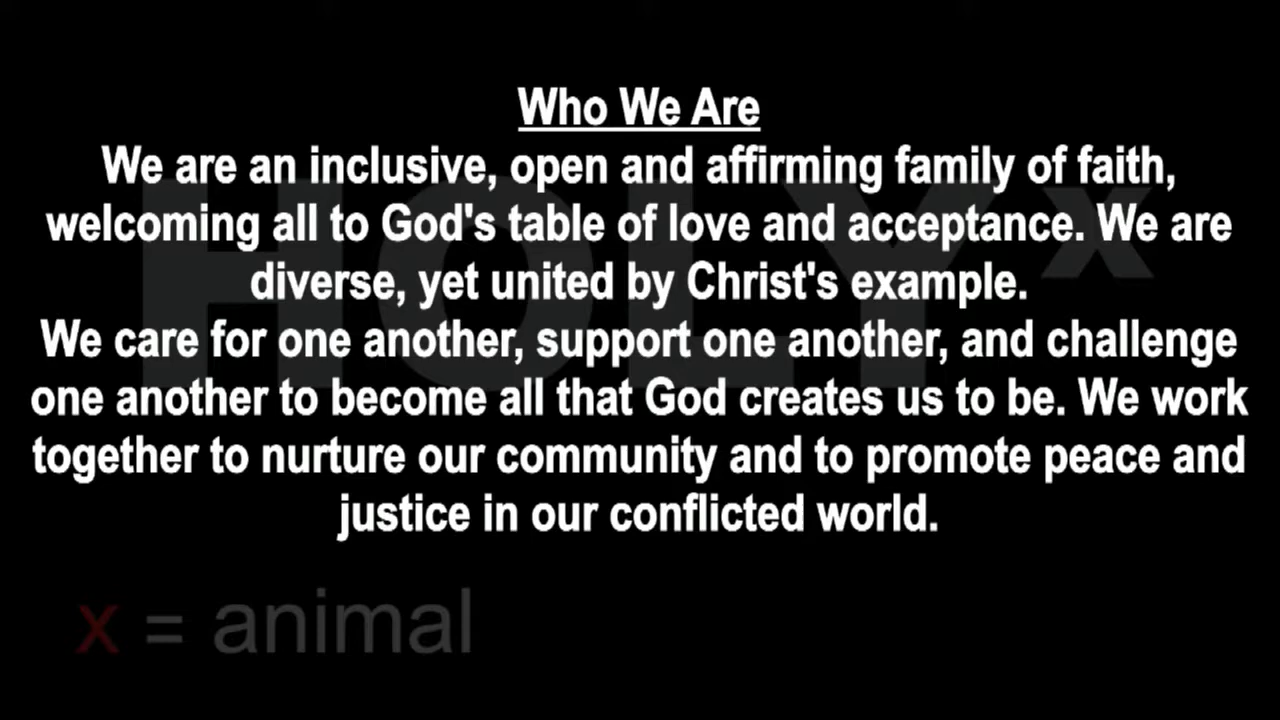 Who We Are
We are an inclusive, open and affirming family of faith,
welcoming all to God's table of love and acceptance. We are
diverse, yet united by Christ's example.
We care for one another, support one another, and challenge
one another to become all that God creates us to be. We work
together to nurture our community and to promote peace and
justice in our conflicted world.
HOLY x
x = animal